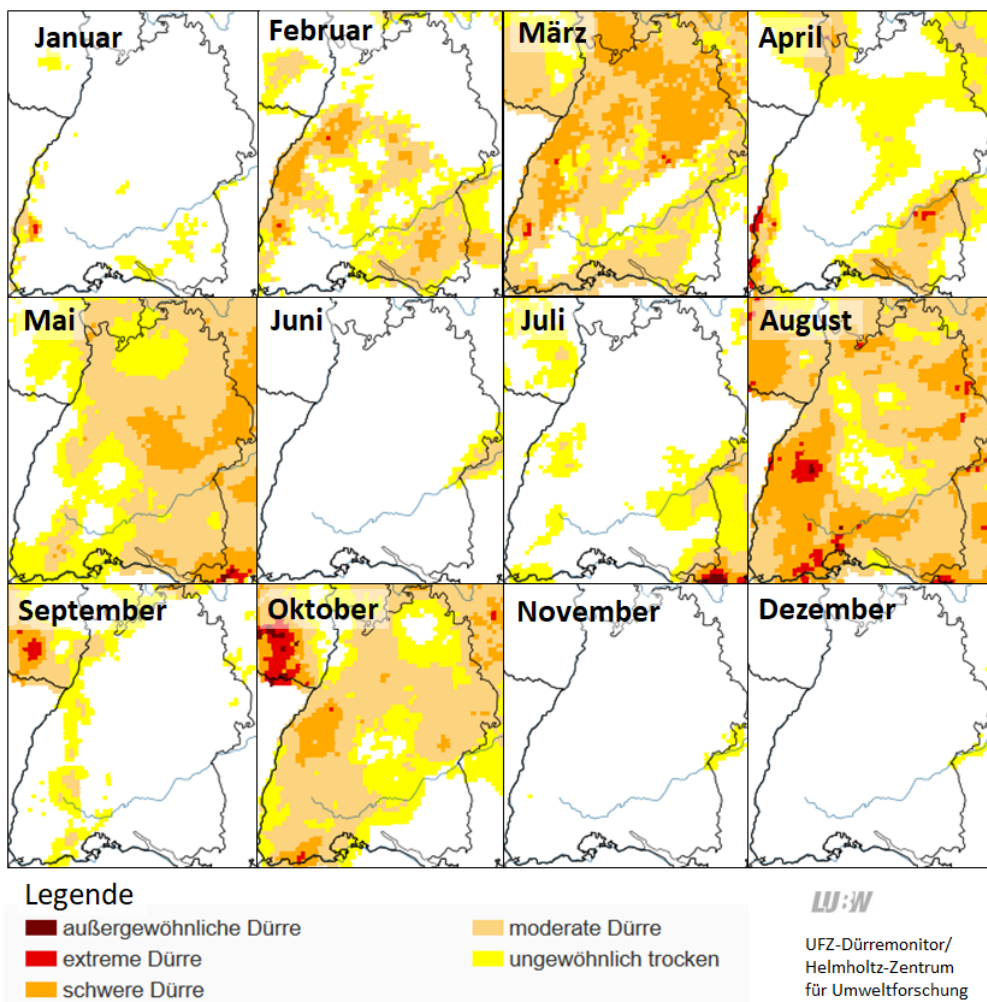 Januar
Februar
März
April
Mai
Juni
Juli
August
September
Oktober
November
Dezember
Legende
außergewöhnliche Dürre
extreme Dürre
schwere Dürre
moderate Dürre
ungewöhnlich trocken
LU:W
UFZ-Dürremonitor/
Helmholtz-Zentrum
für Umweltforschung